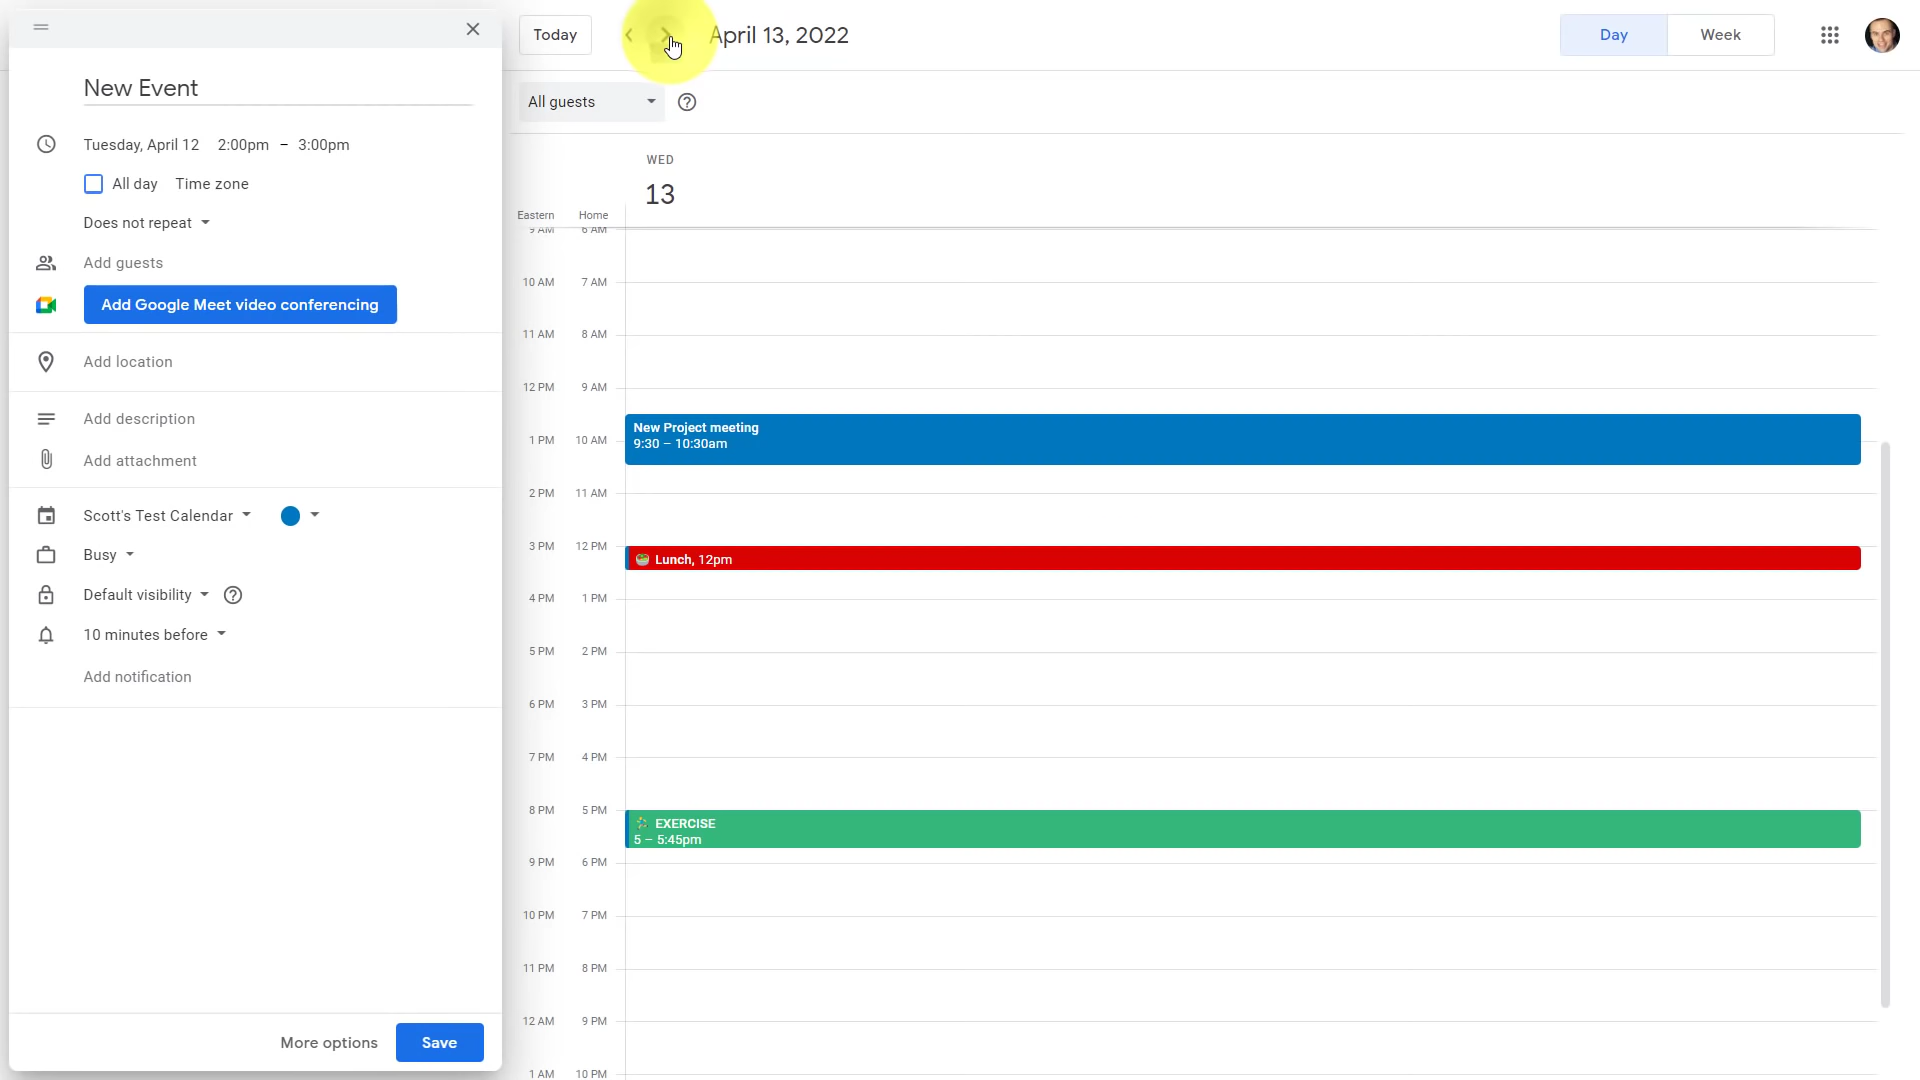 New Event
Tuesday, April 12 2:00pm – 3:00pm
All day Time zone
Does not repeat
Add guests
Add Google Meet video conferencing
Add location
Add description
Add attachment
Scott's Test Calendar
Busy
Default visibility
10 minutes before
Add notification
More options Save
Today April 13, 2022 Day Week
All guests
WED
13
Eastern Home
9 AM 6 AM
10 AM 7 AM
11 AM 8 AM
12 PM 9 AM
New Project meeting
9:30 – 10:30am
1 PM 10 AM
2 PM 11 AM
3 PM 12 PM
Lunch, 12pm
4 PM 1 PM
5 PM 2 PM
6 PM 3 PM
7 PM 4 PM
8 PM 5 PM
EXERCISE
5 – 5:45pm
9 PM 6 PM
10 PM 7 PM
11 PM 8 PM
12 AM 9 PM
1 AM 10 PM